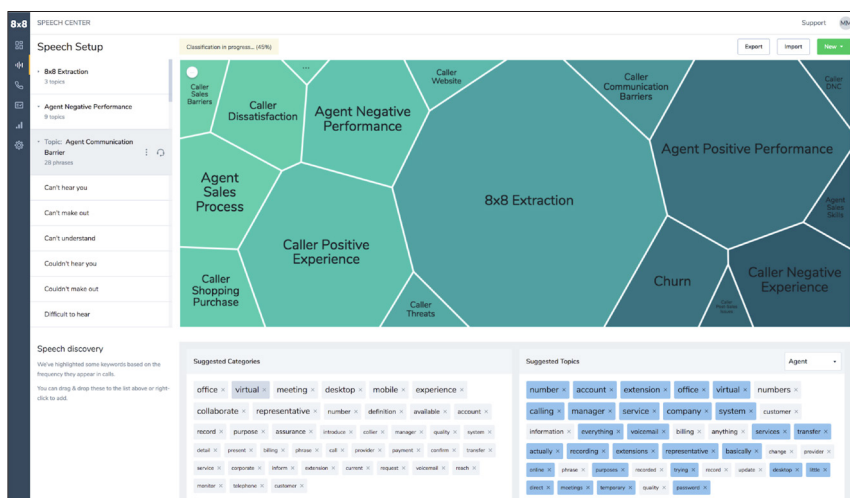 8x8
SPEECH CENTER
Support
MM
Speech Setup
Classification in progress... (45%)
Export
Import
New
8x8 Extraction
3 topics
Agent Negative Performance
9 topics
Topic: Agent Communication
Barrier
28 phrases
Can't hear you
Can't make out
Can't understand
Couldn't hear you
Couldn't make out
Difficult to hear
Speech discovery
We've highlighted some keywords based on the
frequency they appear in calls.
You can drag & drop these to the list above or right-
click to add.
Caller
Sales
Barriers
Caller
Dissatisfaction
...
Agent Negative
Performance
Caller
Website
Caller
Communication
Barriers
Caller
DNC
Agent Positive Performance
Agent
Sales
Process
8x8 Extraction
Agent
Sales
Skills
Caller Positive
Experience
Caller
Shopping
Purchase
Caller
Threats
Churn
Caller Negative
Experience
Suggested Categories
office × virtual × meeting × desktop × mobile × experience ×
collaborate × representative × number × definition × available × account ×
record × purpose × assurance × introduce × caller × manager × quality × system ×
detail × present × billing × phrase × call × provider × payment × confirm × transfer ×
service × corporate × inform × extension × current × request × voicemail × reach ×
monitor × telephone × customer ×
Suggested Topics
Agent
number × account × extension × office × virtual × numbers ×
calling × manager × service × company × system × customer ×
information × everything × voicemail × billing × anything × services × transfer ×
actually × recording × extensions × representative × basically × change × provider ×
online × phrase × purposes × recorded × trying × record × update × desktop × little ×
direct × meetings × temporary × quality × password ×